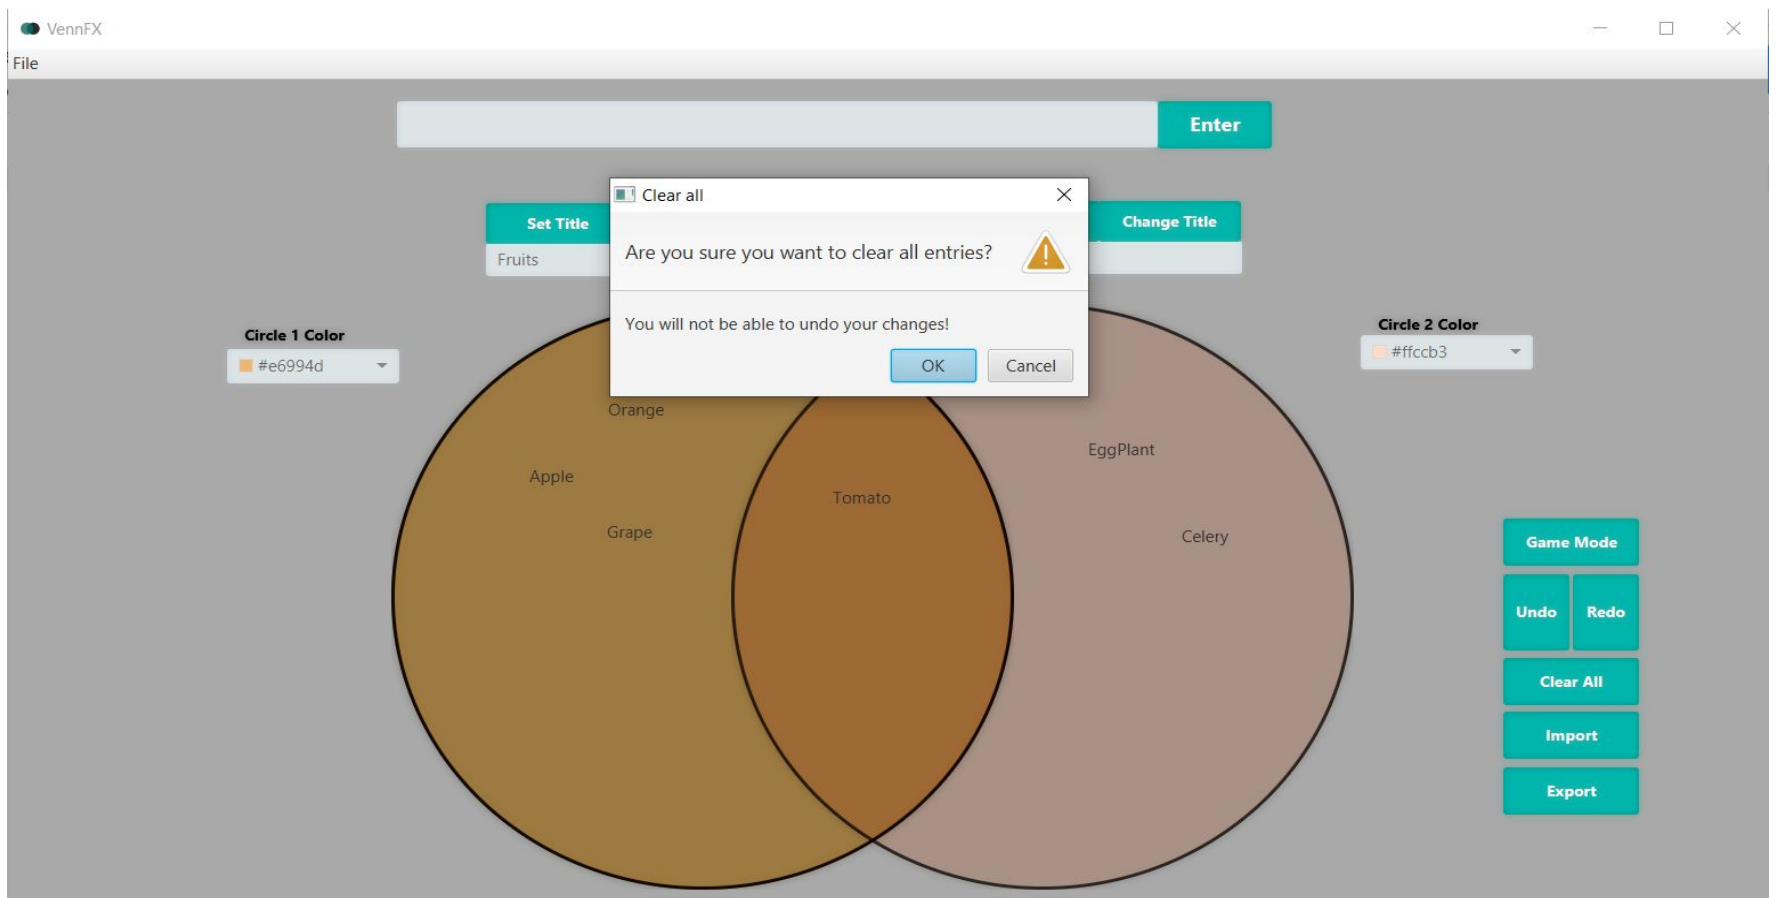 VennFX
File
Enter
Clear all
Set Title
Change Title
Are you sure you want to clear all entries?
Fruits
You will not be able to undo your changes!
Circle 1 Color
Circle 2 Color
#e6994d
#ffccb3
OK
Cancel
Orange
EggPlant
Apple
Tomato
Grape
Celery
Game Mode
Undo
Redo
Clear All
Import
Export